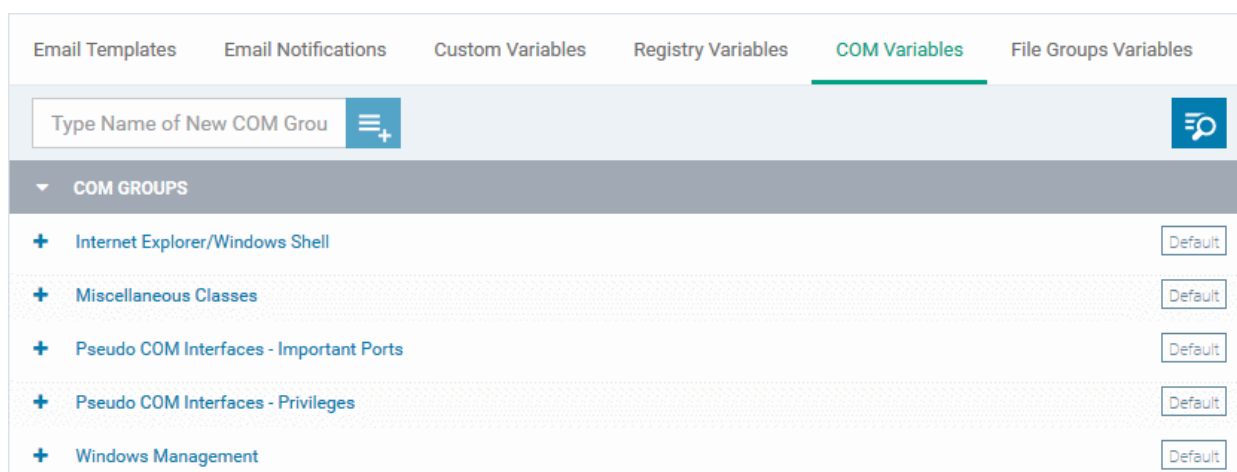 Email Templates Email Notifications Custom Variables Registry Variables COM Variables File Groups Variables
Type Name of New COM Grou
COM GROUPS
Internet Explorer/Windows Shell Default
Miscellaneous Classes Default
Pseudo COM Interfaces - Important Ports Default
Pseudo COM Interfaces - Privileges Default
Windows Management Default